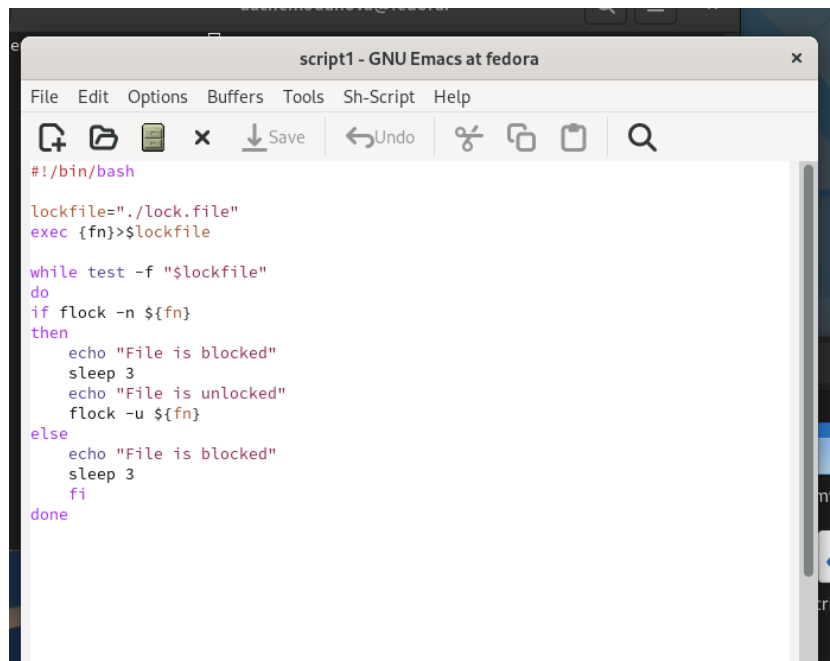 script1 - GNU Emacs at fedora
File Edit Options Buffers Tools Sh-Script Help
Save Undo
#!/bin/bash
lockfile="./lock.file"
exec {fn}>$lockfile
while test -f "$lockfile"
do
if flock -n ${fn}
then
echo "File is blocked"
sleep 3
echo "File is unlocked"
flock -u ${fn}
else
echo "File is blocked"
sleep 3
fi
done